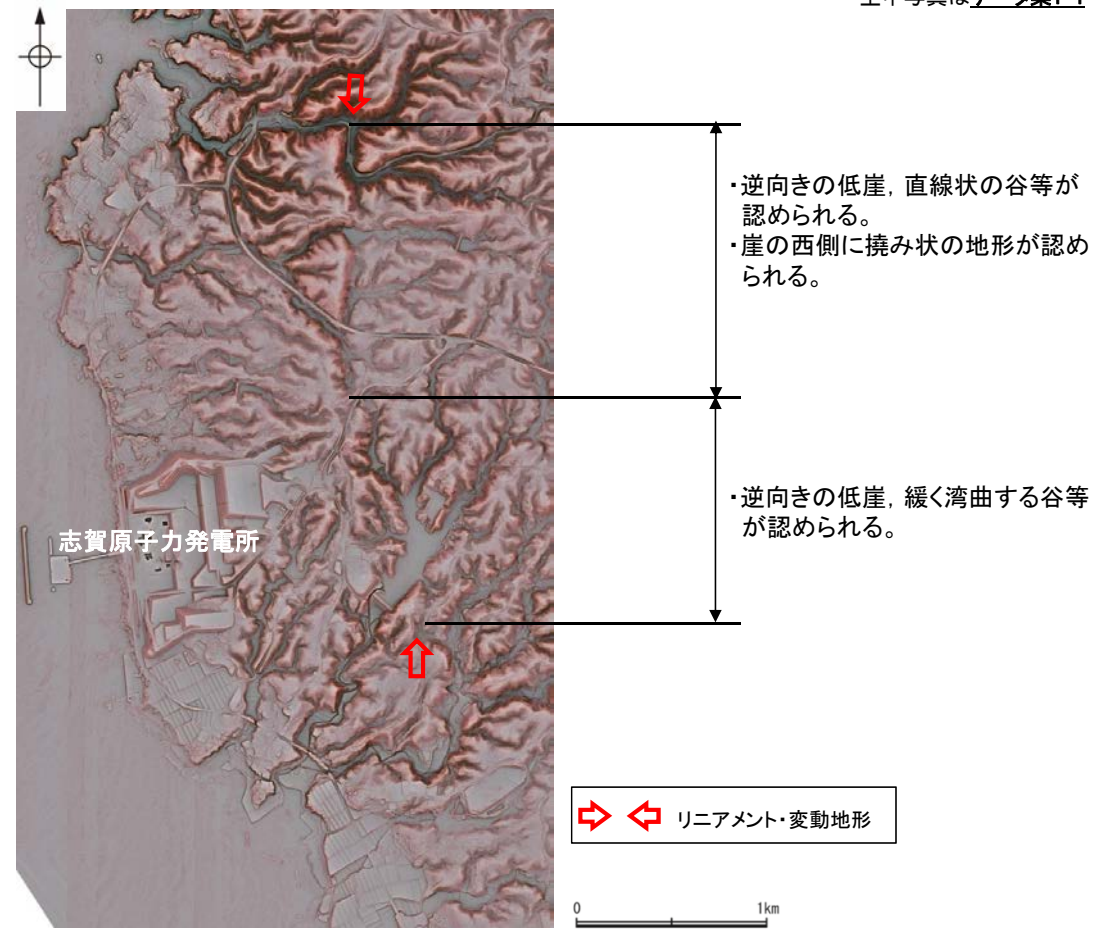 ・逆向きの低崖，直線状の谷等が
認められる。
・崖の西側に撓み状の地形が認め
られる。
・逆向きの低崖，緩く湾曲する谷等
が認められる。
志賀原子力発電所
リニアメント・変動地形
0 1km